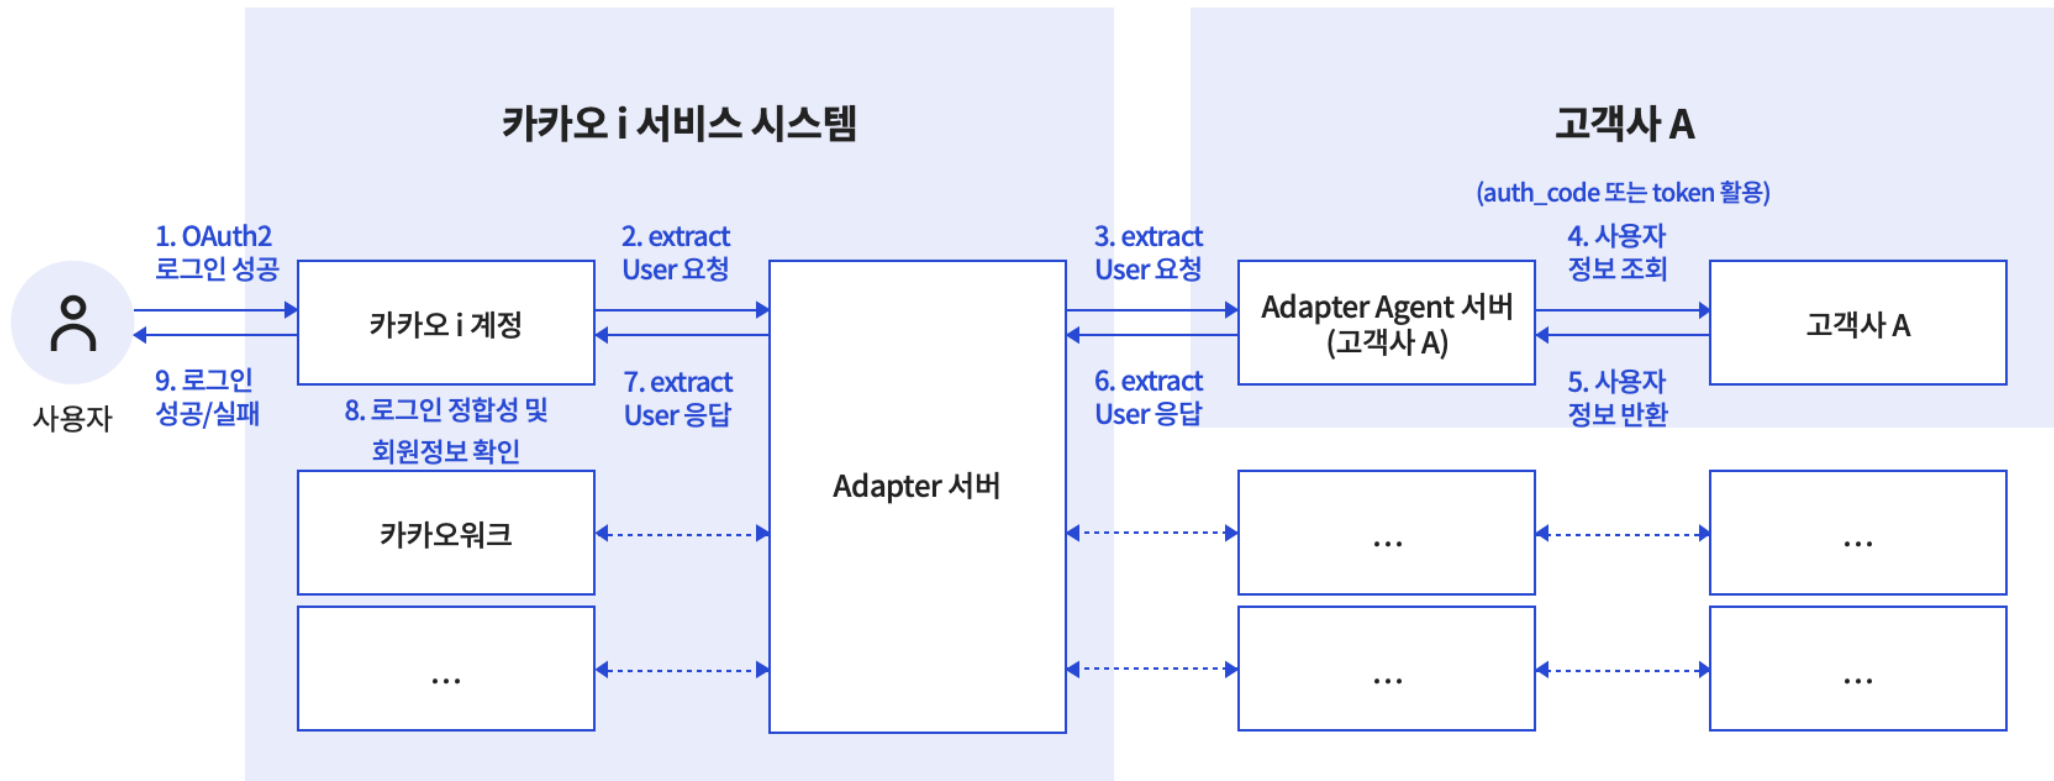 카카오 i 서비스 시스템
고객사 A
(auth_code 또는 token 활용)
1. OAuth2
로그인 성공
2. extract
User 요청
3. extract
User 요청
4. 사용자
정보 조회
카카오 i 계정
Adapter Agent 서버
(고객사 A)
고객사 A
9. 로그인
성공/실패
8. 로그인 정합성 및
회원정보 확인
7. extract
User 응답
6. extract
User 응답
5. 사용자
정보 반환
사용자
Adapter 서버
카카오워크
...
...
...
...
...